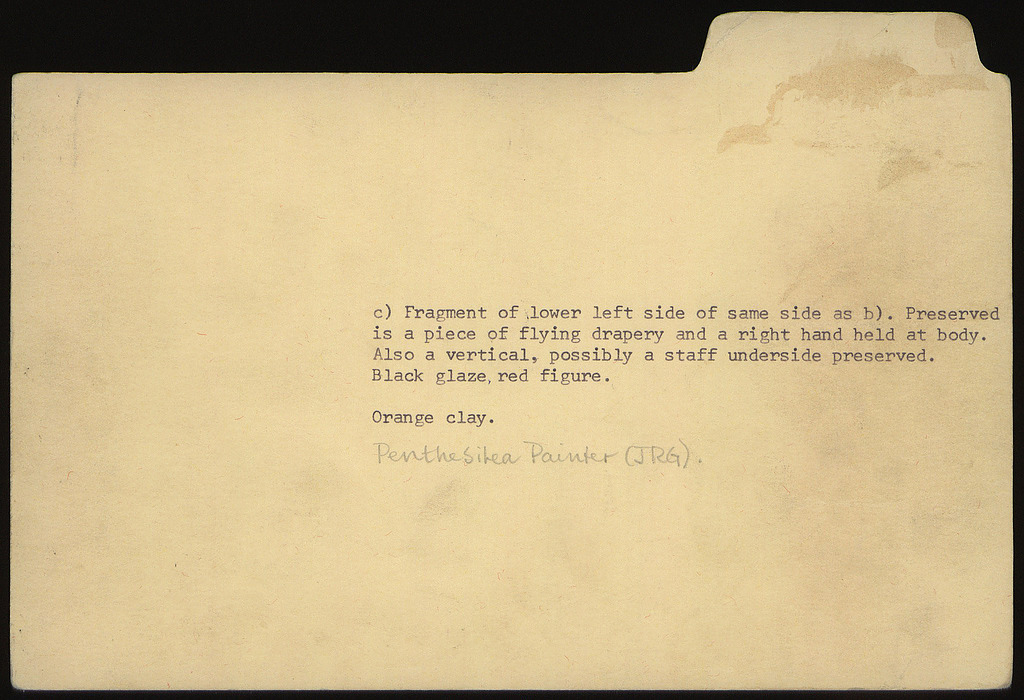 c) Fragment of lower left side of same side as b). Preserved
is a piece of flying drapery and a right hand held at body.
Also a vertical, possibly a staff underside preserved.
Black glaze, red figure.
Orange clay.
Penthesilea Painter (JRG).